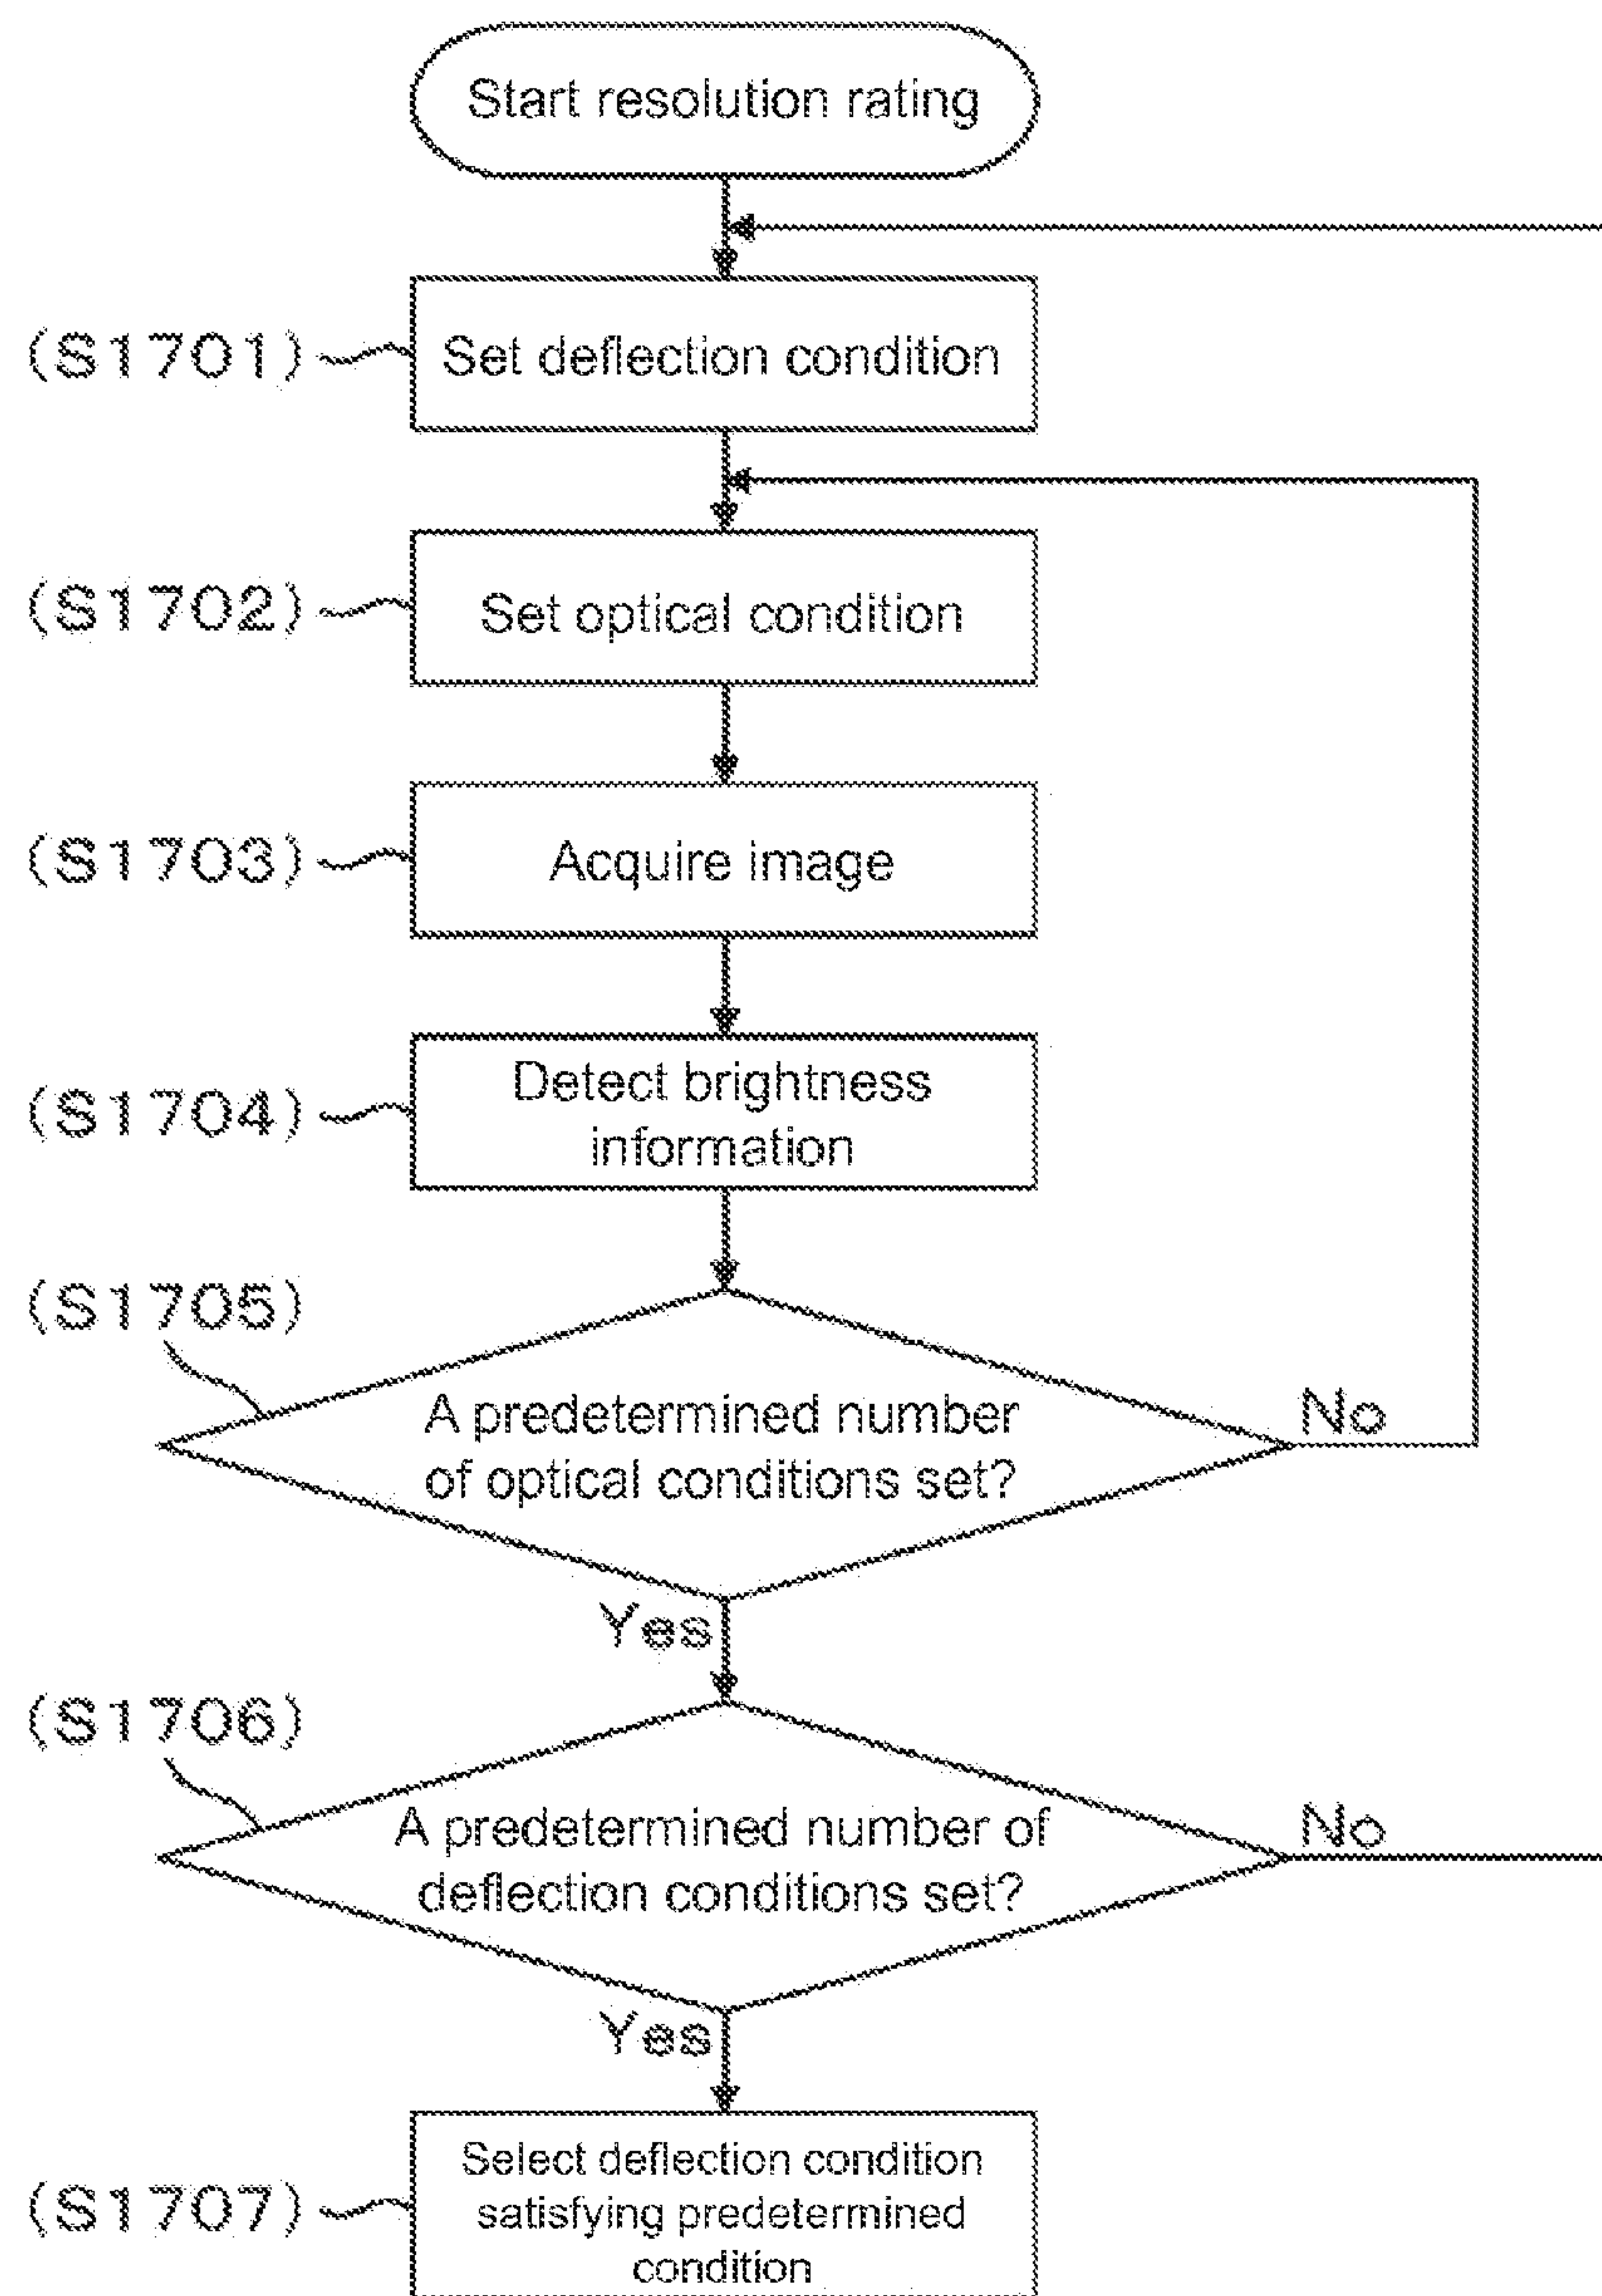 Start resolution rating
(S1701)
Set deflection condition
(S1702)
Set optical condition
(S1703)
Acquire image
(S1704)
Detect brightness
information
(S1705)
A predetermined number
of optical conditions set?
No
Yes
(S1706)
A predetermined number of
deflection conditions set?
No
Yes
(S1707)
Select deflection condition
satisfying predetermined
condition